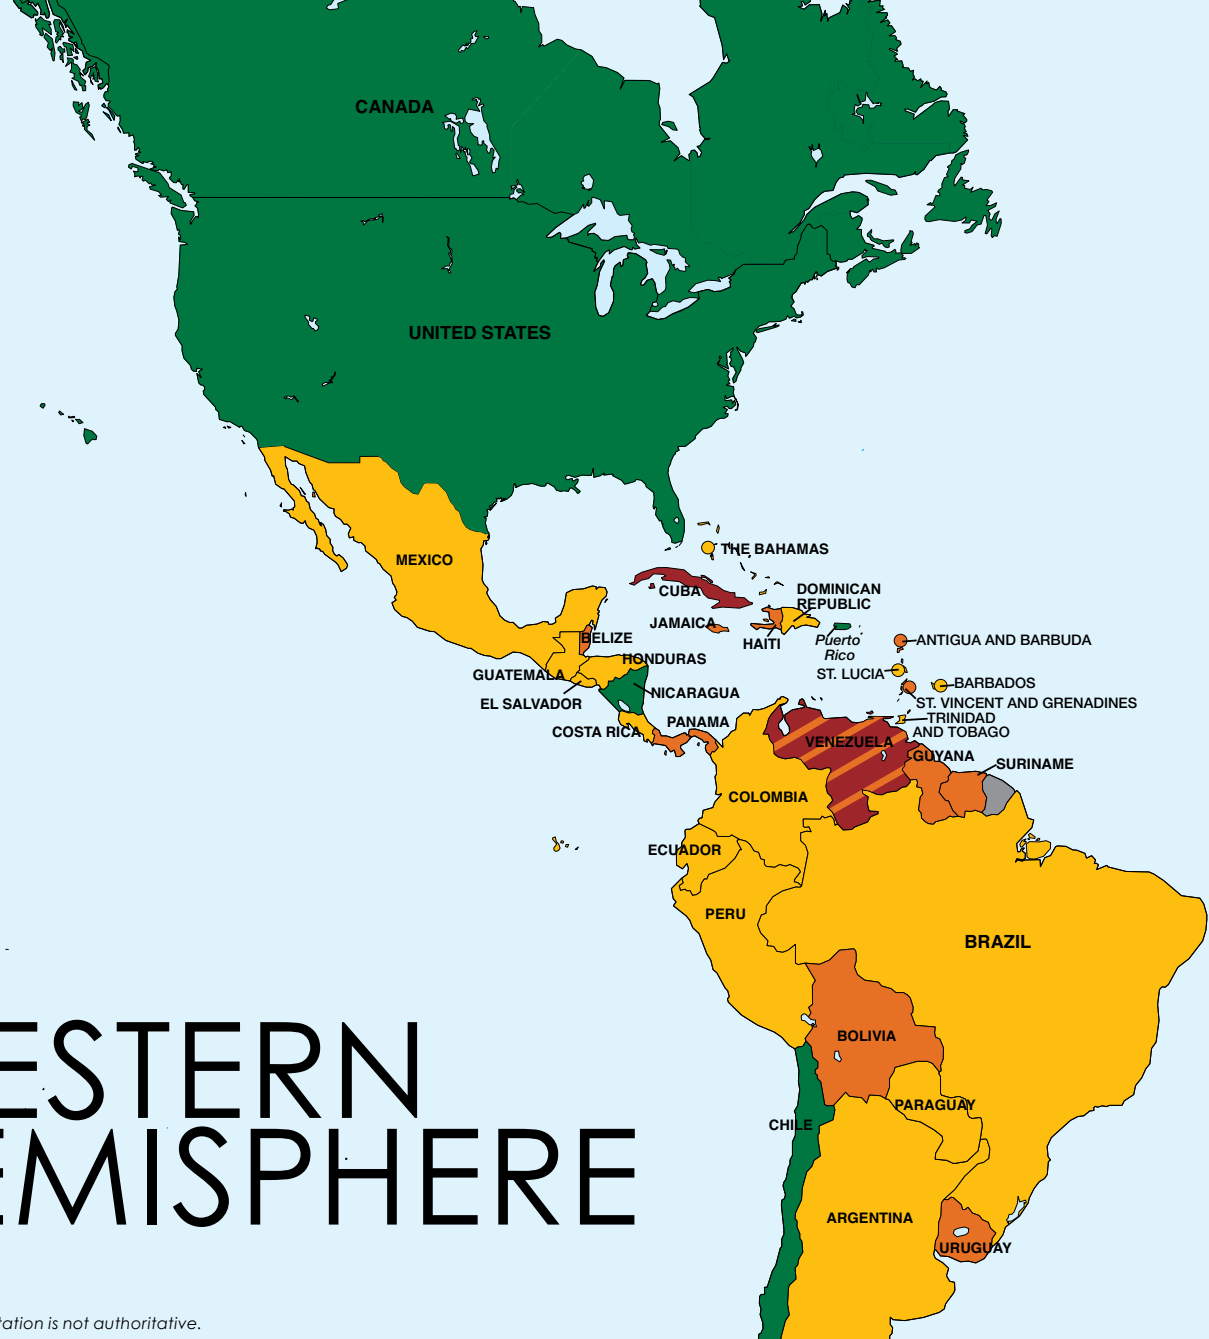 CANADA
UNITED STATES
MEXICO
THE BAHAMAS
CUBA
DOMINICAN
REPUBLIC
JAMAICA
HAITI
Puerto
Rico
BELIZE
ANTIGUA AND BARBUDA
HONDURAS
GUATEMALA
ST. LUCIA
BARBADOS
NICARAGUA
EL SALVADOR
ST. VINCENT AND GRENADINES
TRINIDAD
AND TOBAGO
PANAMA
COSTA RICA
VENEZUELA
GUYANA
SURINAME
COLOMBIA
ECUADOR
PERU
BRAZIL
BOLIVIA
PARAGUAY
CHILE
ARGENTINA
URUGUAY
ESTERN
EMISPHERE
tation is not authoritative.